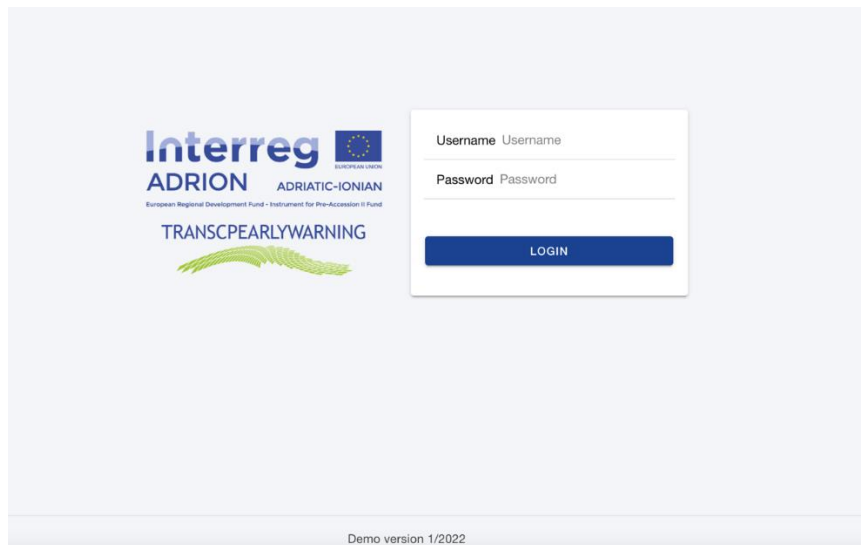 Interreg
EUROPEAN UNION
ADRION ADRIATIC-IONIAN
European Regional Development Fund - Instrument for Pre-Accession II Fund
TRANSCPEARLYWARNING
Username Username
Password Password
LOGIN
Demo version 1/2022